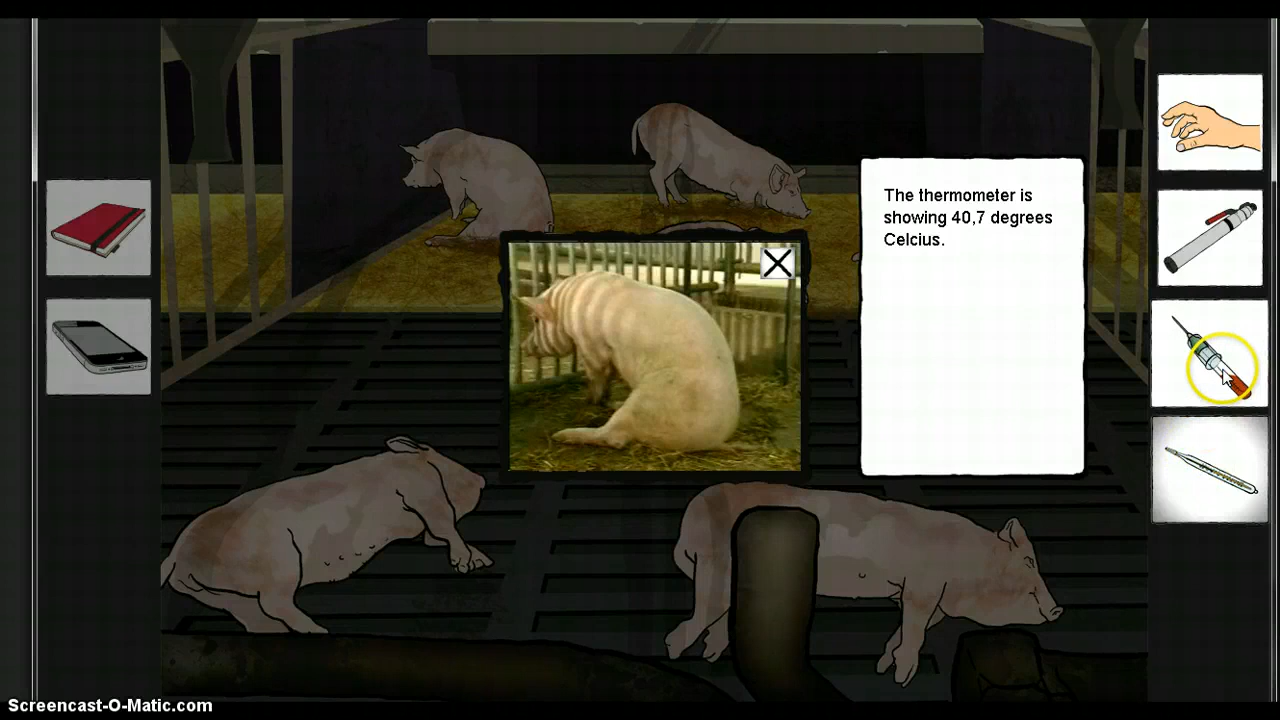 The thermometer is
showing 40,7 degrees
Celcius.
Screencast-O-Matic.com